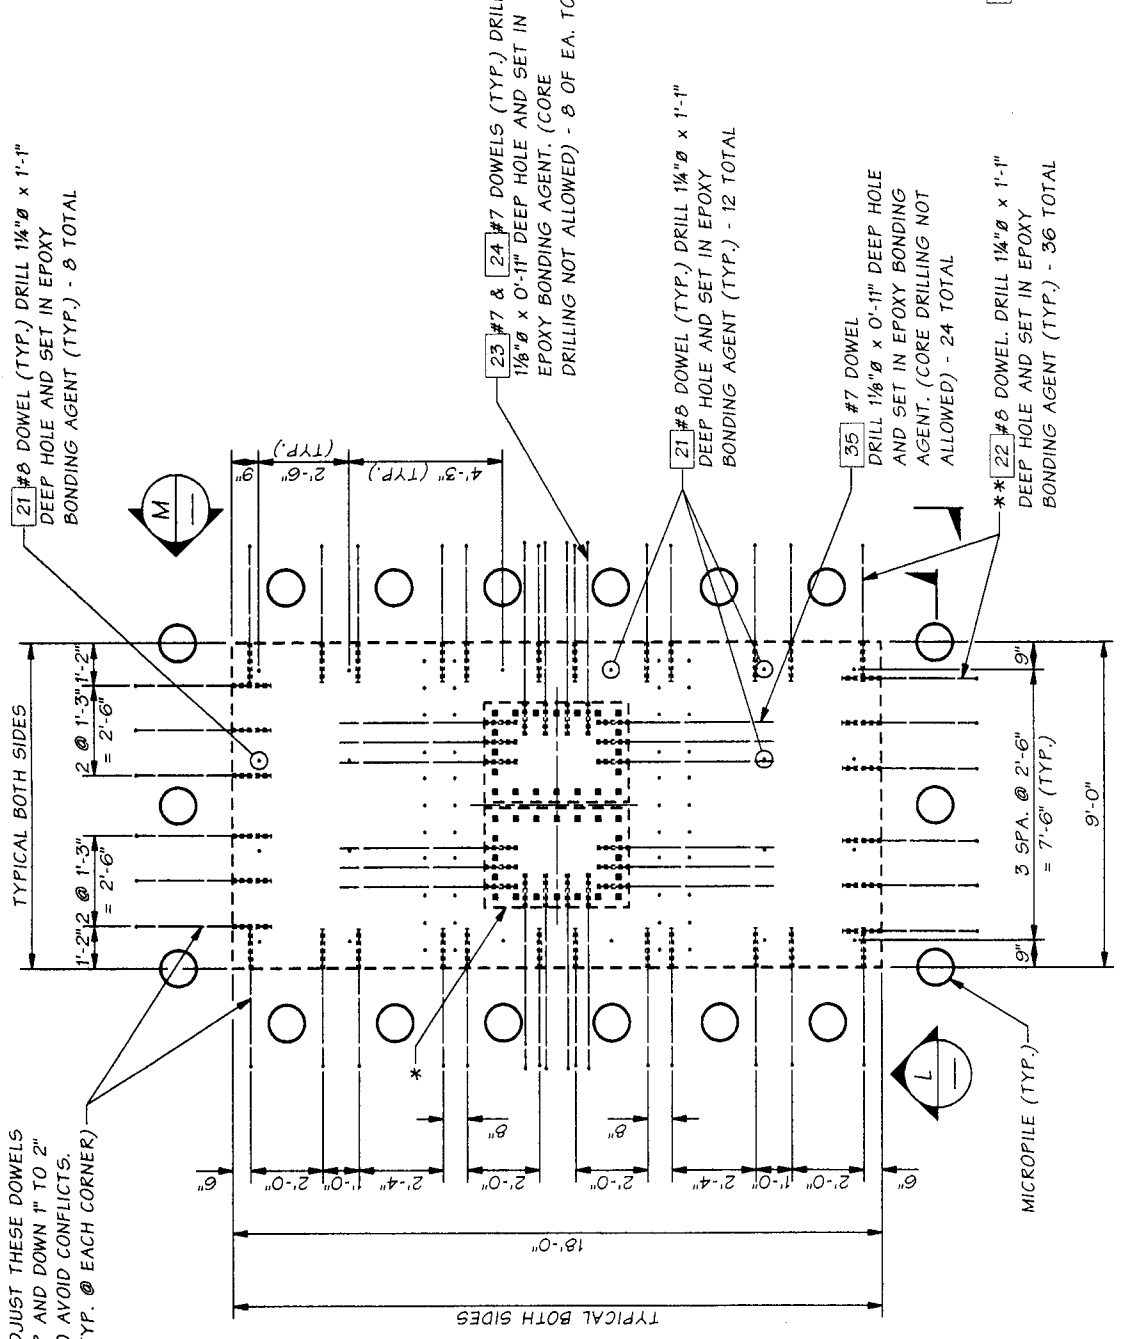 21 #8 DOWEL (TYP.) DRILL 1¼"Ø x 1'-1"
DEEP HOLE AND SET IN EPOXY
BONDING AGENT (TYP.) - 8 TOTAL
23 #7 & 24 #7 DOWELS (TYP.) DRILL
1⅛"Ø x 0'-11" DEEP HOLE AND SET IN
EPOXY BONDING AGENT. (CORE
DRILLING NOT ALLOWED) - 8 OF EA.
21 #8 DOWEL (TYP.) DRILL 1¼"Ø x 1'-1"
DEEP HOLE AND SET IN EPOXY
BONDING AGENT (TYP.) - 12 TOTAL
35 #7 DOWEL
DRILL 1⅛"Ø x 0'-11" DEEP HOLE
AND SET IN EPOXY BONDING
AGENT. (CORE DRILLING NOT
ALLOWED) - 24 TOTAL
** 22 #8 DOWEL. DRILL 1¼"Ø x 1'-1"
DEEP HOLE AND SET IN EPOXY
BONDING AGENT (TYP.) - 36 TOTAL
M
9"
2'-6"
(TYP.)
4'-3" (TYP.)
TYPICAL BOTH SIDES
1'-2"
2 @ 1'-3"
= 2'-6"
2 @ 1'-3"
= 2'-6"
1'-2"
9"
3 SPA. @ 2'-6"
= 7'-6" (TYP.)
9"
9'-0"
*
L
MICROPILE (TYP.)
THESE DOWELS
AND DOWN 1" TO 2"
AVOID CONFLICTS.
@ EACH CORNER)
6"
2'-0"
1'-0"
2'-4"
8"
2'-0"
2'-0"
8"
2'-4"
1'-0"
2'-0"
6"
18'-0"
TYPICAL BOTH SIDES